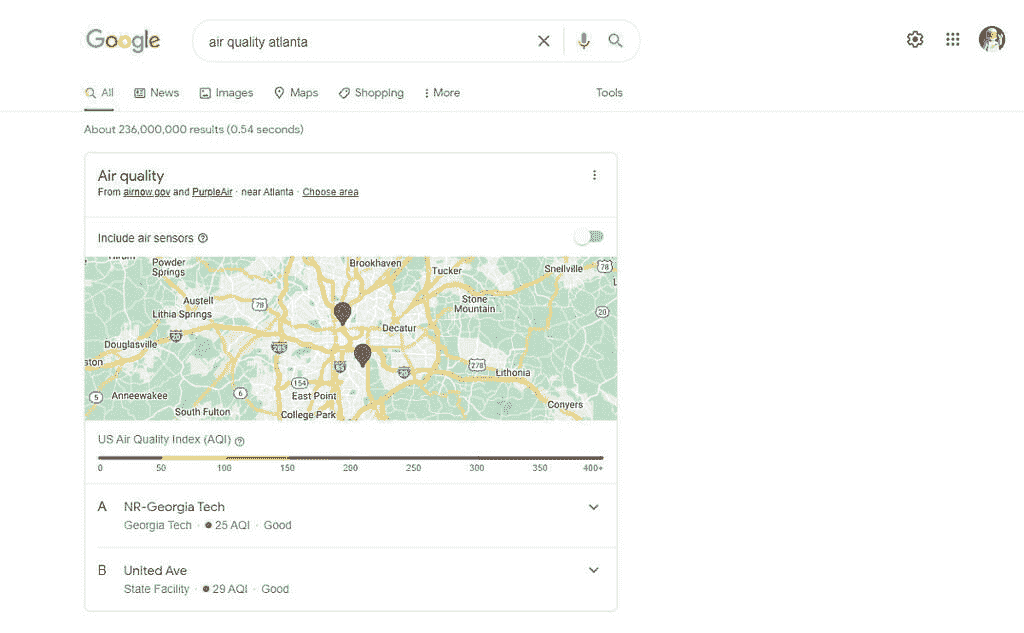 Google
air quality atlanta
All News Images Maps Shopping More Tools
About 236,000,000 results (0.54 seconds)
Air quality
From airnow.gov and PurpleAir · near Atlanta · Choose area
Include air sensors
Powder
Springs
Brookhaven
Tucker
Snellville
78
Austell
78
Stone
Mountain
Lithia Springs
20
Decatur
20
Douglasville
285
85
20
278
Lithonia
154
5
Anneewakee
6
East Point
Conyers
South Fulton
College Park
US Air Quality Index (AQI)
0 50 100 150 200 250 300 350 400+
A NR-Georgia Tech
Georgia Tech · 25 AQI · Good
B United Ave
State Facility · 29 AQI · Good